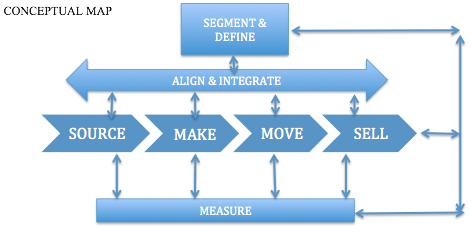 CONCEPTUAL MAP
SEGMENT &
DEFINE
ALIGN & INTEGRATE
SOURCE
MAKE
MOVE
SELL
MEASURE